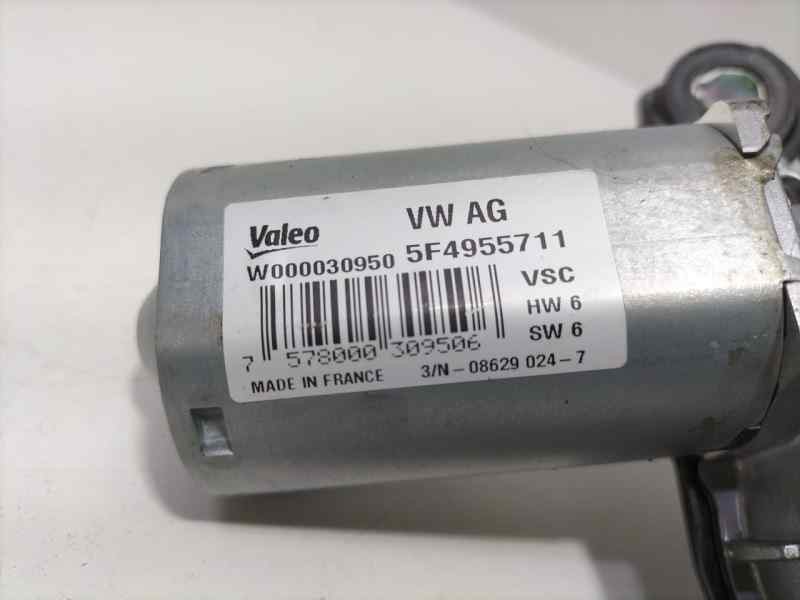 Valeo VW AG
W000030950 5F4955711
VSC
HW 6
SW 6
7 578000 309506
MADE IN FRANCE 3/N-08629 024-7